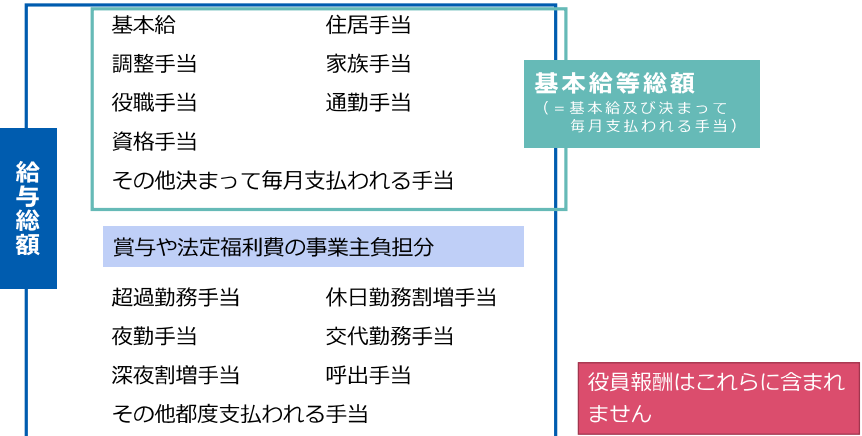 給与総額
基本給 住居手当
調整手当 家族手当
役職手当 通勤手当
資格手当
その他決まって毎月支払われる手当
基本給等総額
（＝基本給及び決まって
毎月支払われる手当）
賞与や法定福利費の事業主負担分
超過勤務手当 休日勤務割増手当
夜勤手当 交代勤務手当
深夜割増手当 呼出手当
その他都度支払われる手当
役員報酬はこれらに含まれ
ません